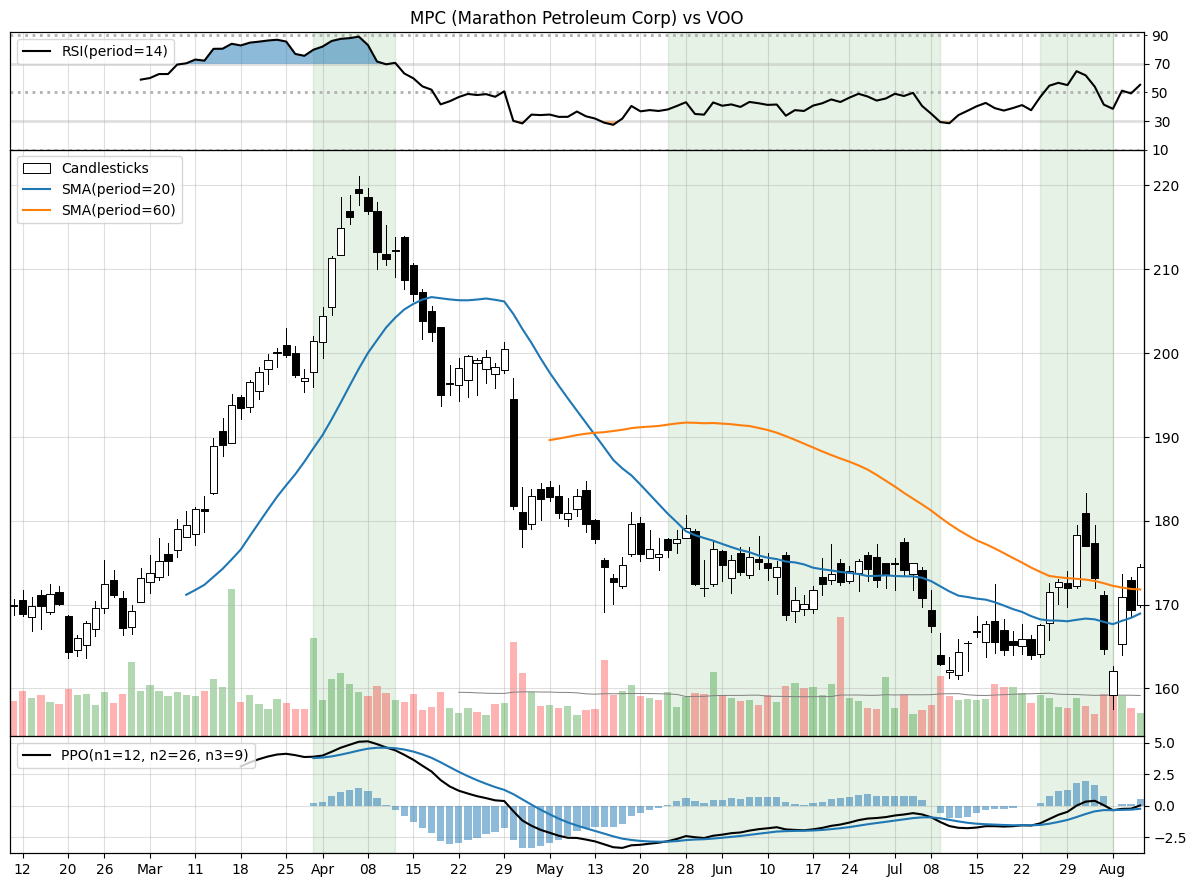 MPC (Marathon Petroleum Corp) vs VOO
RSI(period=14)
90
70
50
30
10
Candlesticks
SMA(period=20)
SMA(period=60)
220
210
200
190
180
170
160
PPO(n1=12, n2=26, n3=9)
5.0
2.5
0.0
−2.5
12 20 26 Mar 11 18 25 Apr 08 15 22 29 May 13 20 28 Jun 10 17 24 Jul 08 15 22 29 Aug